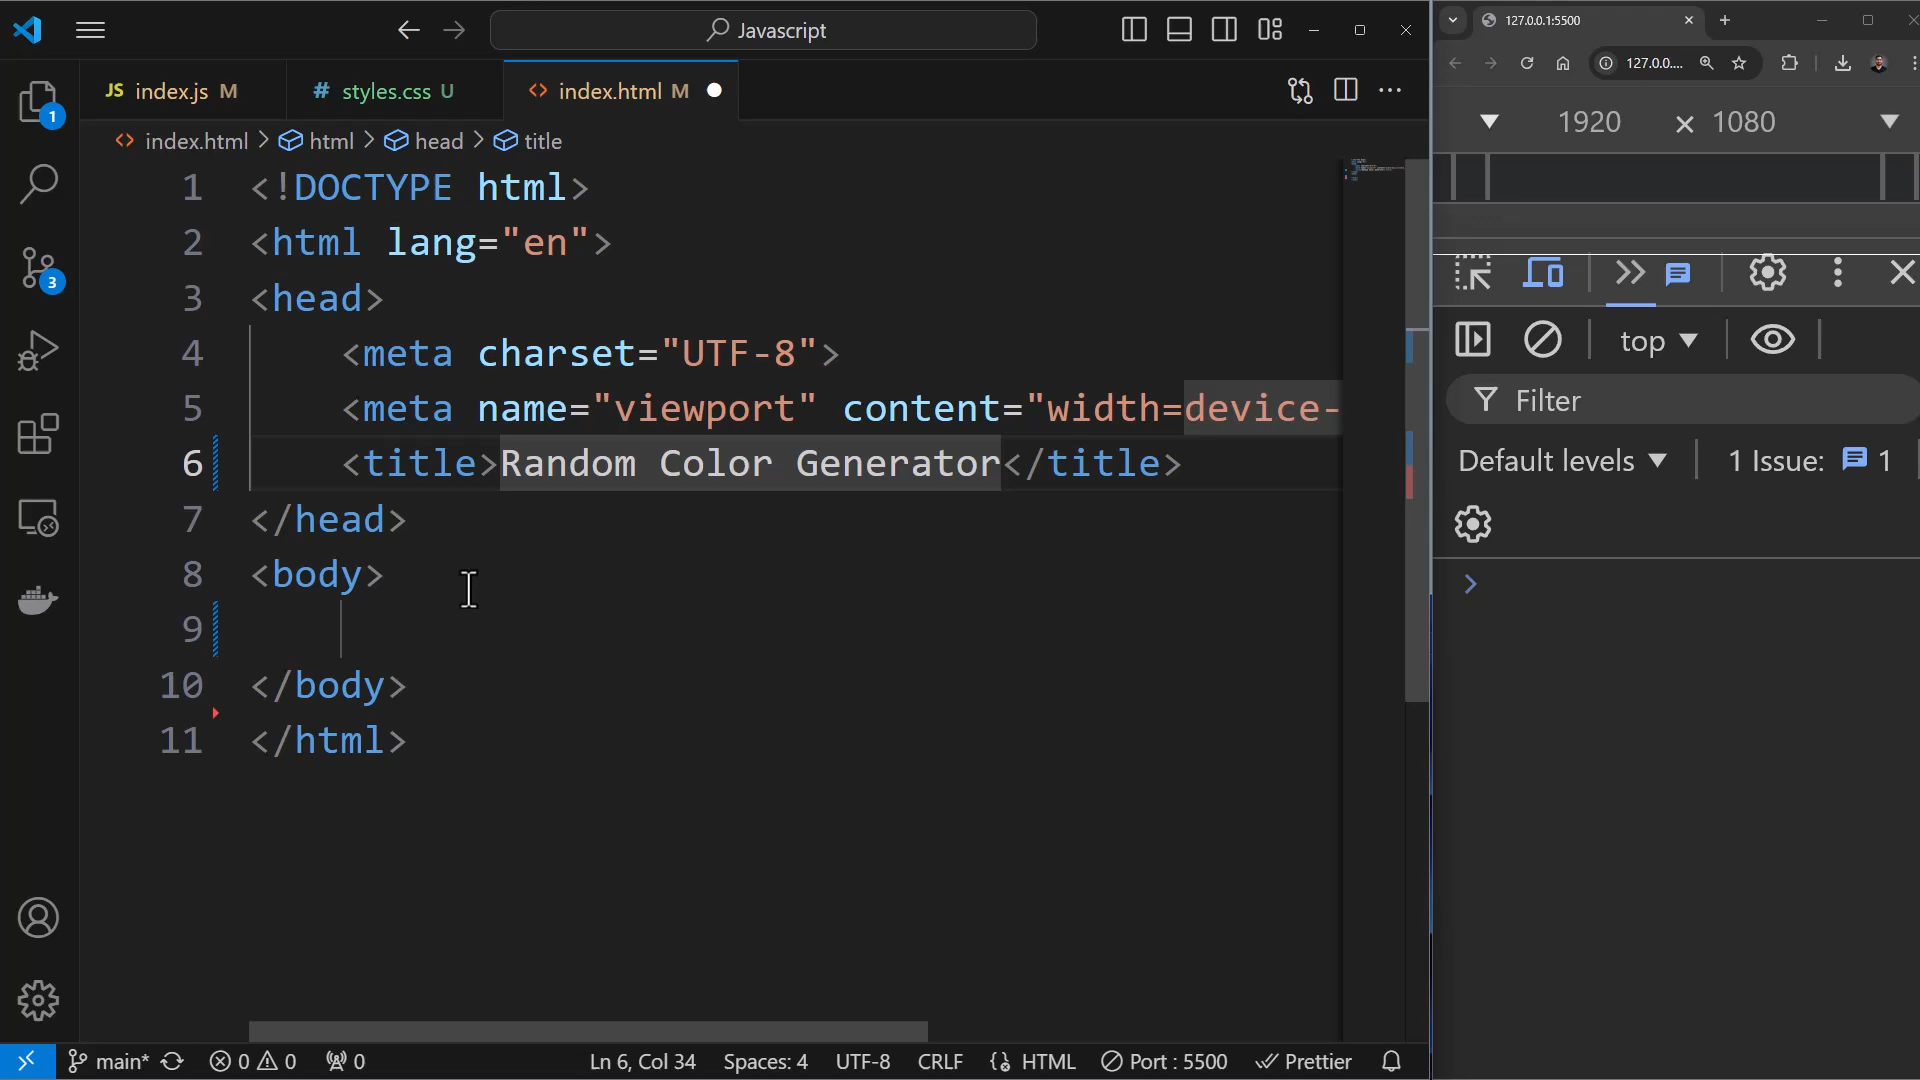 Javascript
JS index.js M
# styles.css U
<> index.html M
<> index.html > html > head > title
1 <!DOCTYPE html>
2 <html lang="en">
3 <head>
4 <meta charset="UTF-8">
5 <meta name="viewport" content="width=device-
6 <title>Random Color Generator</title>
7 </head>
8 <body>
9
10 </body>
11 </html>
1
3
main*
0 0
0
Ln 6, Col 34
Spaces: 4
UTF-8
CRLF
HTML
Port : 5500
Prettier
127.0.0.1:5500
127.0.0....
1920 × 1080
top
Filter
Default levels
1 Issue: 1